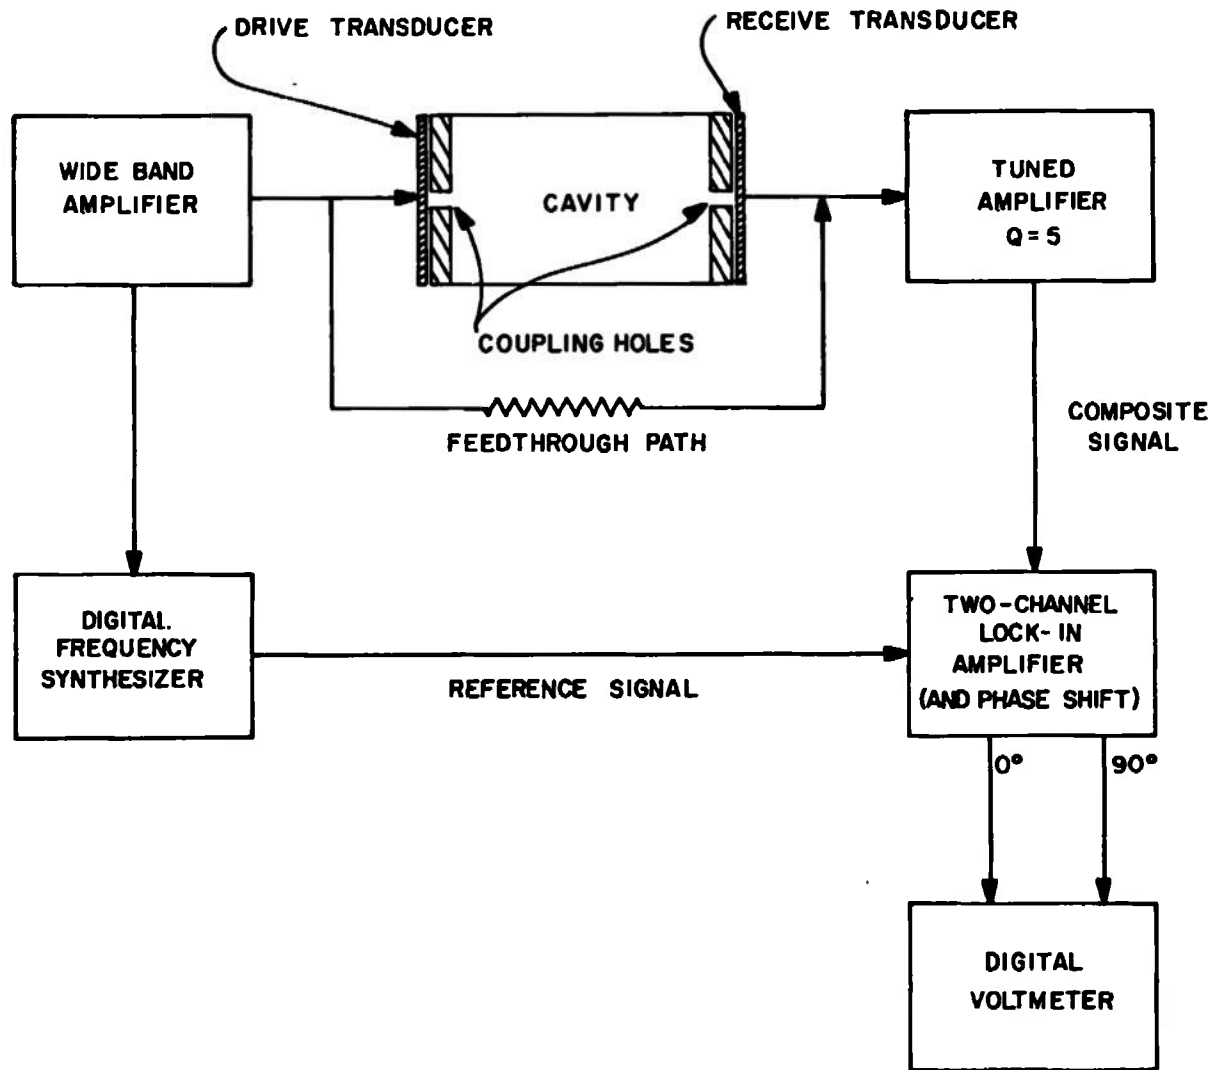 DRIVE TRANSDUCER
RECEIVE TRANSDUCER
WIDE BAND
AMPLIFIER
CAVITY
TUNED
AMPLIFIER
Q = 5
COUPLING HOLES
FEEDTHROUGH PATH
COMPOSITE
SIGNAL
DIGITAL.
FREQUENCY
SYNTHESIZER
REFERENCE SIGNAL
TWO-CHANNEL
LOCK-IN
AMPLIFIER
(AND PHASE SHIFT)
0°
90°
DIGITAL
VOLTMETER